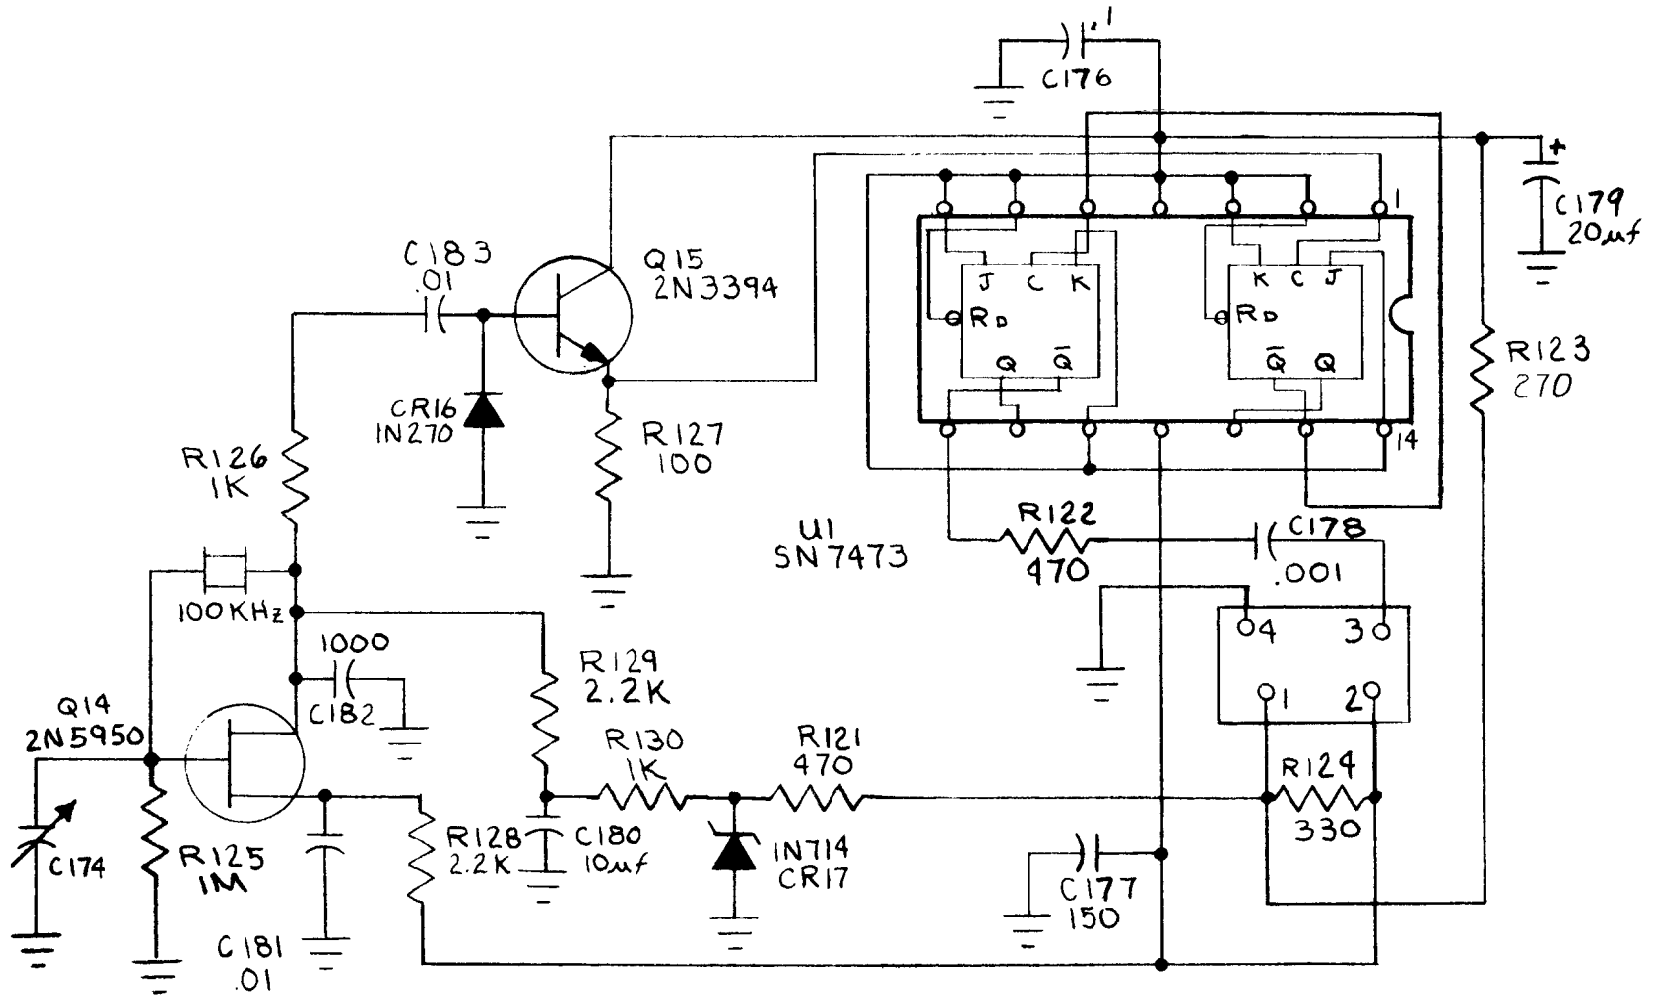 .1
C176
+
C179
20µf
1
J C K
K C J
RD
RD
Q Q̅
Q̅ Q
14
C183
.01
Q15
2N3394
CR16
1N270
R127
100
R126
1K
R123
270
U1
SN7473
R122
470
C178
.001
100KHz
4 3
1 2
1000
C182
R129
2.2K
Q14
2N5950
R130
1K
R121
470
R124
330
C174
R125
1M
R128
2.2K
C180
10µf
1N714
CR17
C177
150
C181
.01